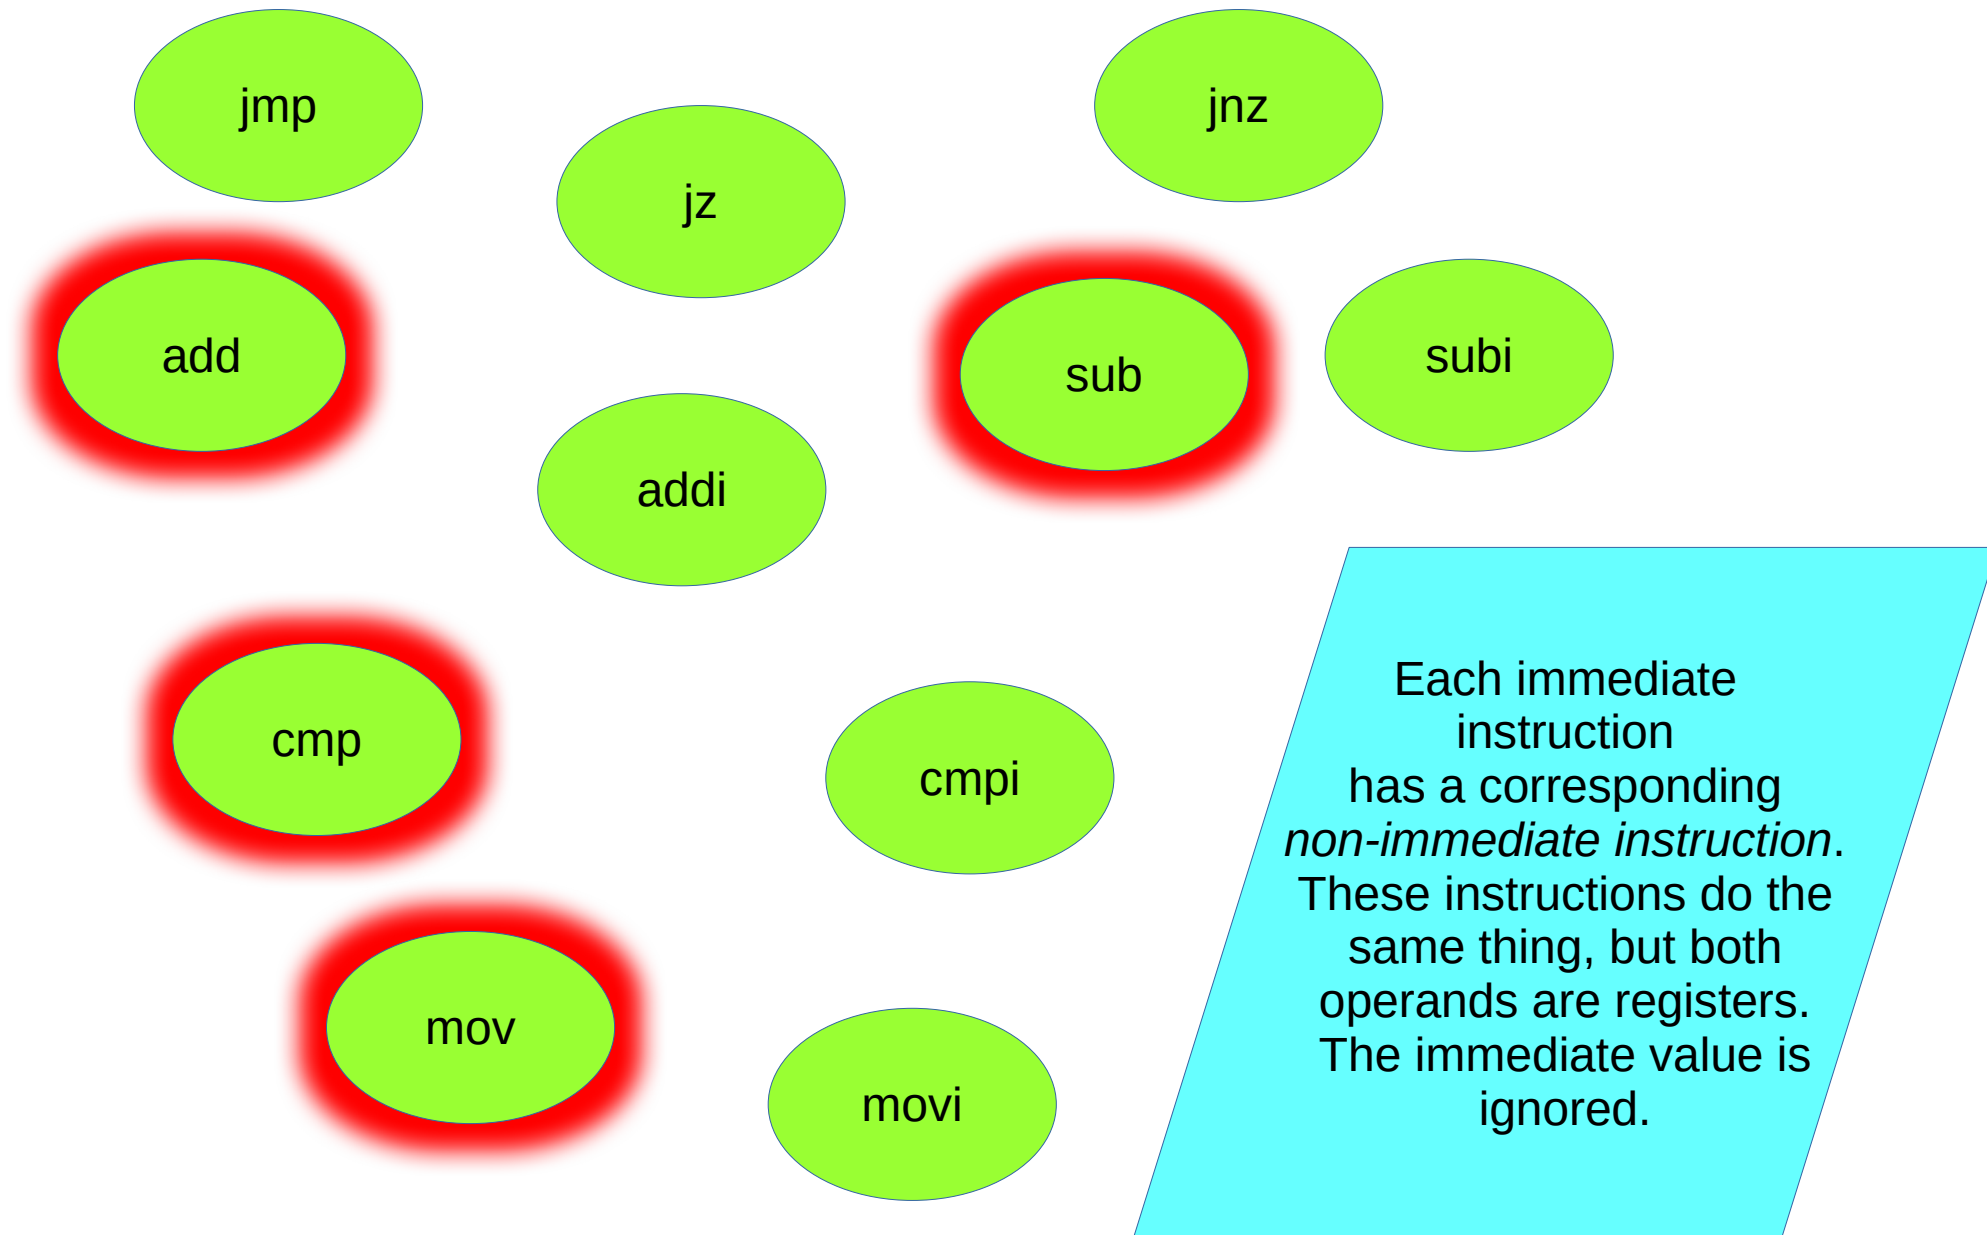 jmp
jnz
jz
add
sub
subi
addi
cmp
cmpi
mov
movi
Each immediate
instruction
has a corresponding
non-immediate instruction.
These instructions do the
same thing, but both
operands are registers.
The immediate value is
ignored.